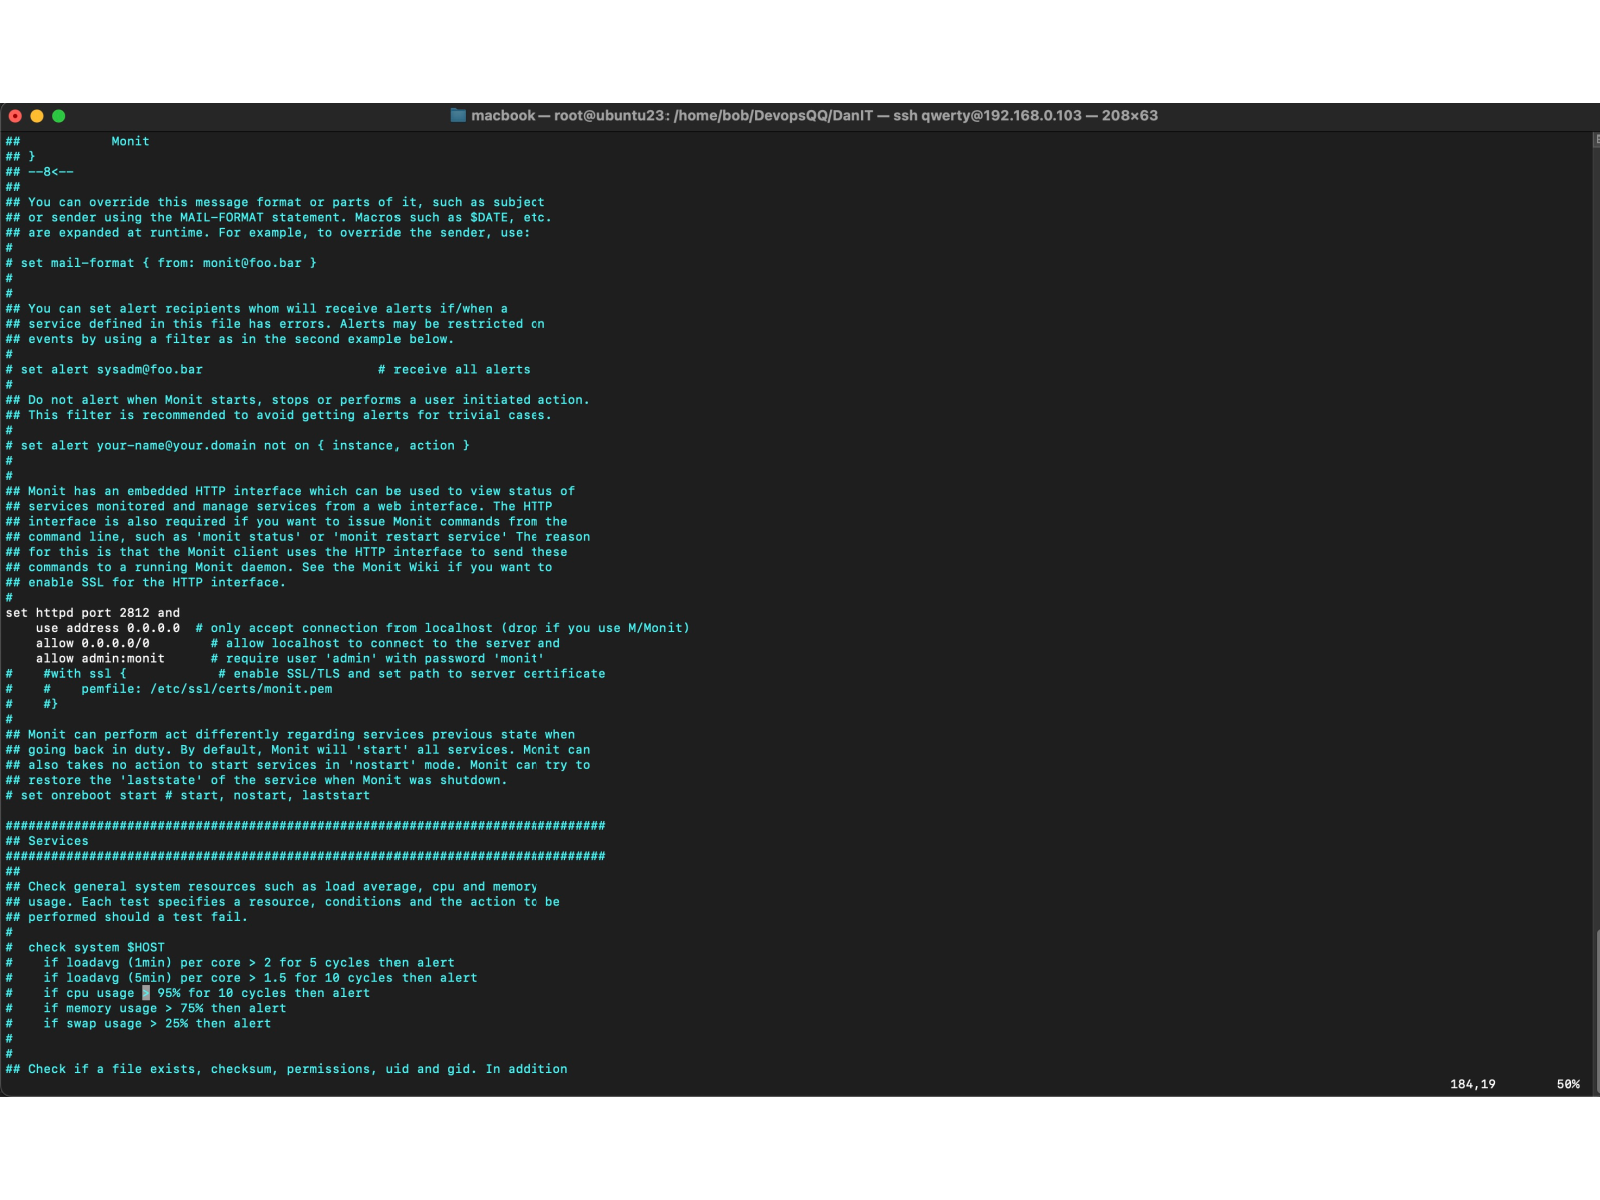 macbook — root@ubuntu23: /home/bob/DevopsQQ/DanIT — ssh qwerty@192.168.0.103 — 208×63
##            Monit
## }
## --8<--
##
## You can override this message format or parts of it, such as subject
## or sender using the MAIL-FORMAT statement. Macros such as $DATE, etc.
## are expanded at runtime. For example, to override the sender, use:
#
# set mail-format { from: monit@foo.bar }
#
#
## You can set alert recipients whom will receive alerts if/when a
## service defined in this file has errors. Alerts may be restricted on
## events by using a filter as in the second example below.
#
# set alert sysadm@foo.bar                       # receive all alerts
#
## Do not alert when Monit starts, stops or performs a user initiated action.
## This filter is recommended to avoid getting alerts for trivial cases.
#
# set alert your-name@your.domain not on { instance, action }
#
#
## Monit has an embedded HTTP interface which can be used to view status of
## services monitored and manage services from a web interface. The HTTP
## interface is also required if you want to issue Monit commands from the
## command line, such as 'monit status' or 'monit restart service' The reason
## for this is that the Monit client uses the HTTP interface to send these
## commands to a running Monit daemon. See the Monit Wiki if you want to
## enable SSL for the HTTP interface.
#
set httpd port 2812 and
    use address 0.0.0.0  # only accept connection from localhost (drop if you use M/Monit)
    allow 0.0.0.0/0        # allow localhost to connect to the server and
    allow admin:monit      # require user 'admin' with password 'monit'
#    #with ssl {            # enable SSL/TLS and set path to server certificate
#    #    pemfile: /etc/ssl/certs/monit.pem
#    #}
#
## Monit can perform act differently regarding services previous state when
## going back in duty. By default, Monit will 'start' all services. Monit can
## also takes no action to start services in 'nostart' mode. Monit can try to
## restore the 'laststate' of the service when Monit was shutdown.
# set onreboot start # start, nostart, laststart

###############################################################################
## Services
###############################################################################
##
## Check general system resources such as load average, cpu and memory
## usage. Each test specifies a resource, conditions and the action to be
## performed should a test fail.
#
#  check system $HOST
#    if loadavg (1min) per core > 2 for 5 cycles then alert
#    if loadavg (5min) per core > 1.5 for 10 cycles then alert
#    if cpu usage > 95% for 10 cycles then alert
#    if memory usage > 75% then alert
#    if swap usage > 25% then alert
#
#
## Check if a file exists, checksum, permissions, uid and gid. In addition
184,19        50%